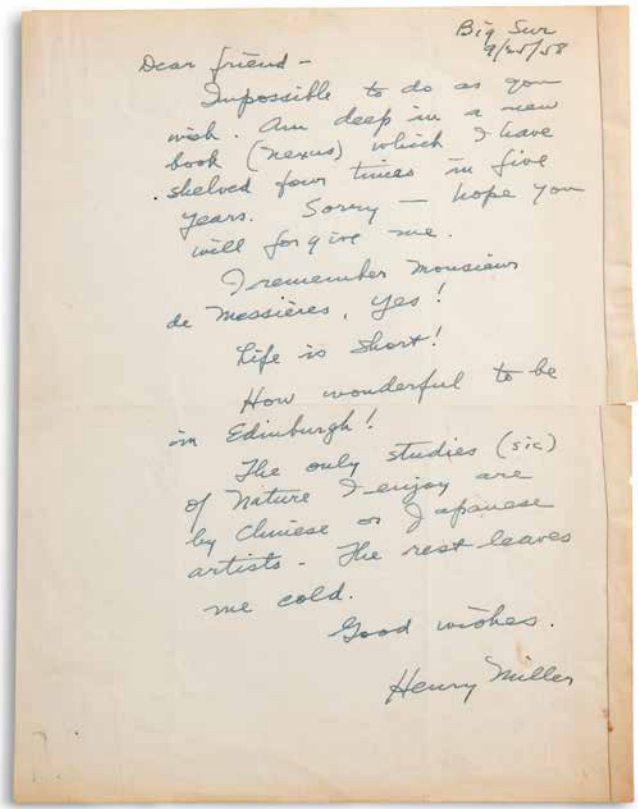 Big Sur
9/25/58
Dear friend -
Impossible to do as you
wish. Am deep in a new
book (Nexus) which I have
shelved four times in five
years. Sorry — hope you
will forgive me.
I remember Monsieur
de Messières, yes!
Life is short!
How wonderful to be
in Edinburgh!
The only studies (sic)
of Nature I enjoy are
by Chinese or Japanese
artists - The rest leaves
me cold.
Good wishes.
Henry Miller